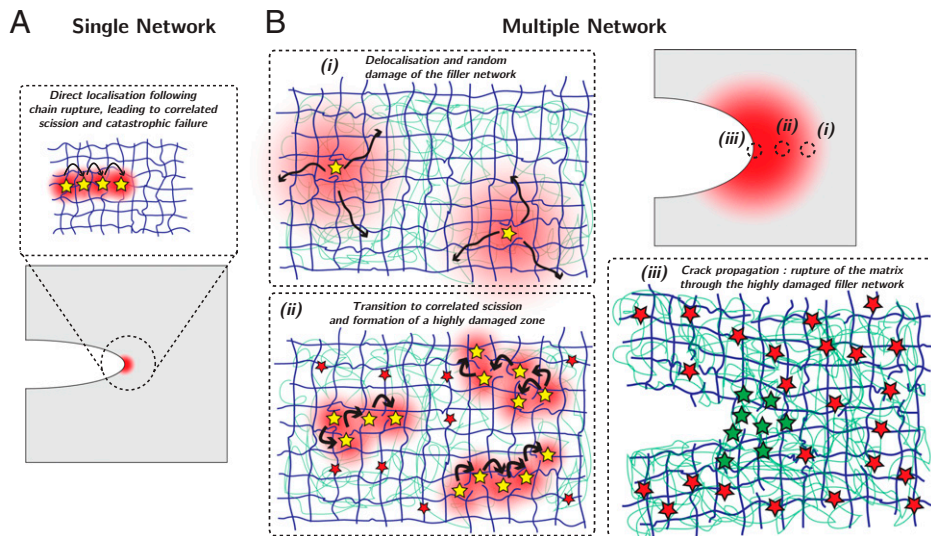 A
Single Network
Direct localisation following
chain rupture, leading to correlated
scission and catastrophic failure
B
Multiple Network
(i)
Delocalisation and random
damage of the filler network
(iii)
(ii)
(i)
(ii)
Transition to correlated scission
and formation of a highly damaged zone
(iii)
Crack propagation : rupture of the matrix
through the highly damaged filler network